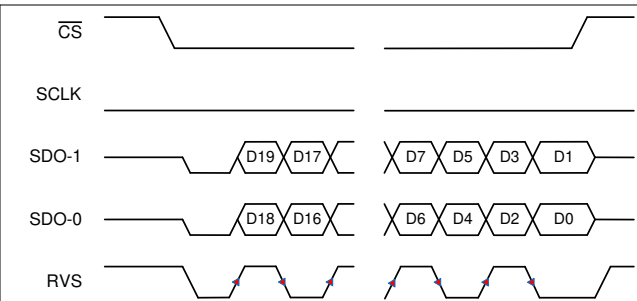 CS
SCLK
SDO-1 D19 D17 D7 D5 D3 D1
SDO-0 D18 D16 D6 D4 D2 D0
RVS